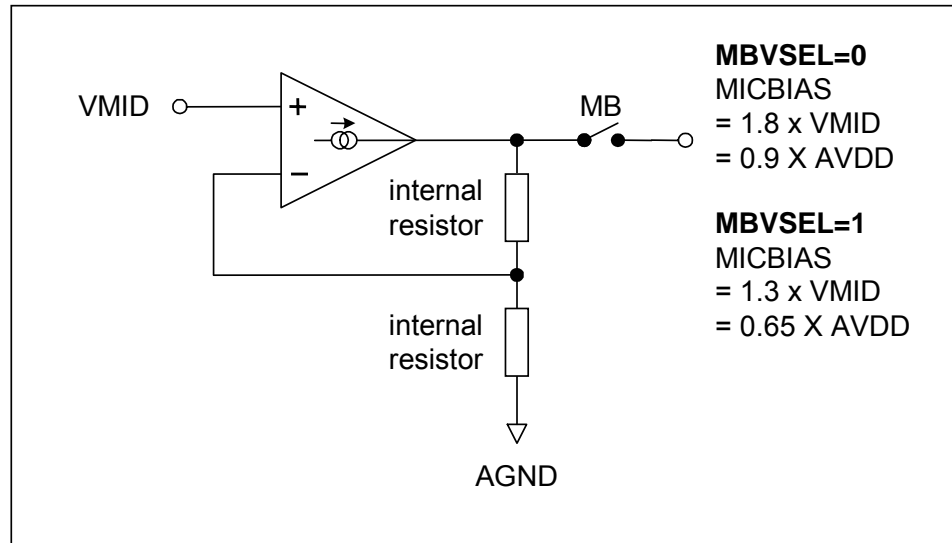 VMID
+
−
MB
internal
resistor
internal
resistor
AGND
MBVSEL=0
MICBIAS
= 1.8 x VMID
= 0.9 X AVDD
MBVSEL=1
MICBIAS
= 1.3 x VMID
= 0.65 X AVDD